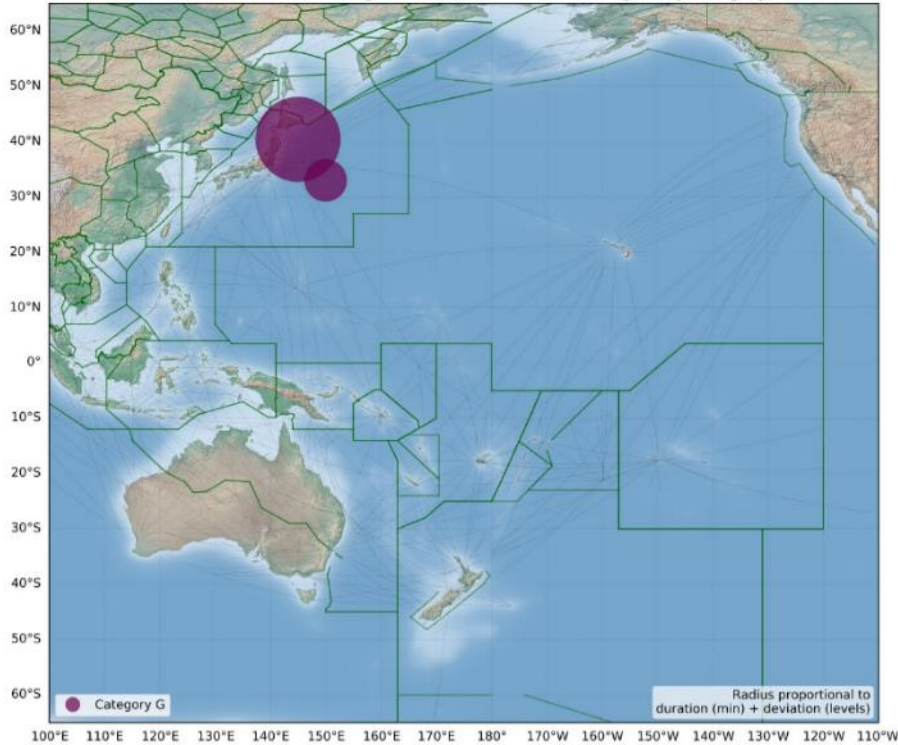 60°N
50°N
40°N
30°N
20°N
10°N
0°
10°S
20°S
30°S
40°S
50°S
60°S
Category G
Radius proportional to
duration (min) + deviation (levels)
100°E 110°E 120°E 130°E 140°E 150°E 160°E 170°E 180° 170°W 160°W 150°W 140°W 130°W 120°W 110°W